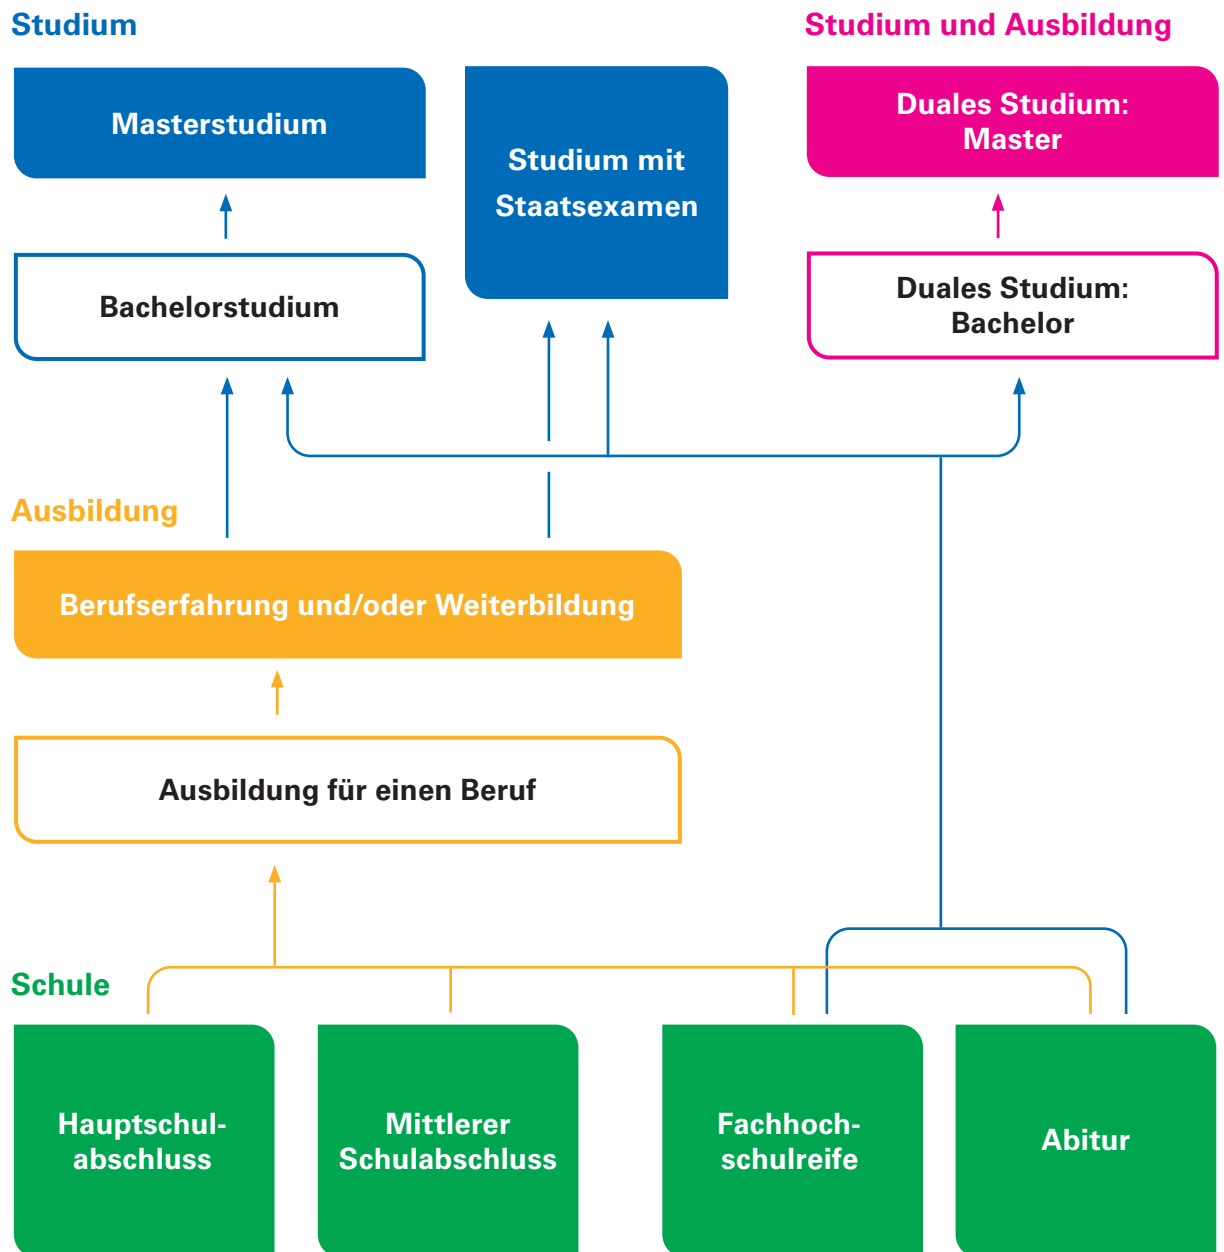 Studium
Studium und Ausbildung
Masterstudium
Studium mit
Staatsexamen
Duales Studium:
Master
Bachelorstudium
Duales Studium:
Bachelor
Ausbildung
Berufserfahrung und/oder Weiterbildung
Ausbildung für einen Beruf
Schule
Hauptschul-
abschluss
Mittlerer
Schulabschluss
Fachhoch-
schulreife
Abitur